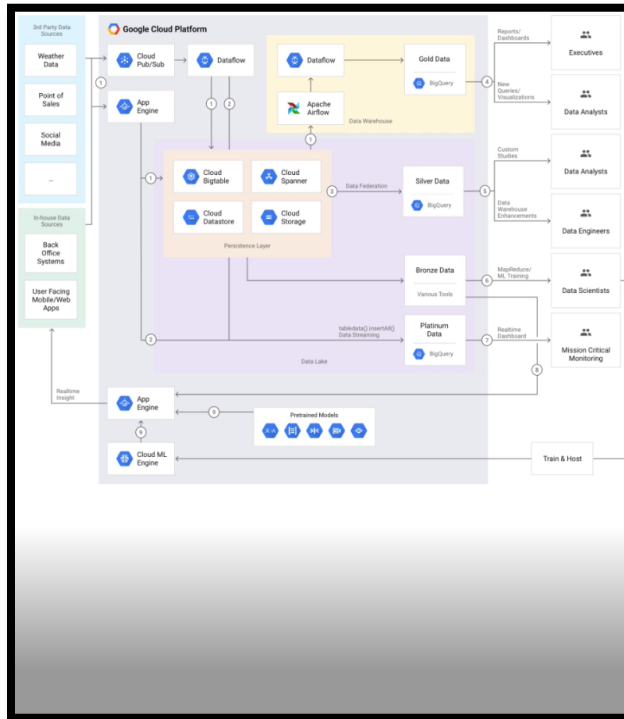 3rd Party Data
Sources
Weather
Data
Point of
Sales
Social
Media
...
In-house Data
Sources
Back
Office
Systems
User Facing
Mobile/Web
Apps
Realtime
Insight
Google Cloud Platform
1
Cloud
Pub/Sub
Dataflow
App
Engine
1
2
Dataflow
Gold Data
BigQuery
Apache
Airflow
Data Warehouse
1
1
Cloud
Bigtable
Cloud
Spanner
Cloud
Datastore
Cloud
Storage
Persistence Layer
3
Data Federation
Silver Data
BigQuery
Bronze Data
Various Tools
2
tabledata().insertAll()
Data Streaming
Platinum
Data
BigQuery
Data Lake
App
Engine
9
Pretrained Models
9
Cloud ML
Engine
4
Reports/
Dashboards
Executives
New
Queries/
Visualizations
Data Analysts
5
Custom
Studies
Data Analysts
Data
Warehouse
Enhancements
Data Engineers
6
MapReduce/
ML Training
Data Scientists
7
Realtime
Dashboard
Mission Critical
Monitoring
8
Train & Host